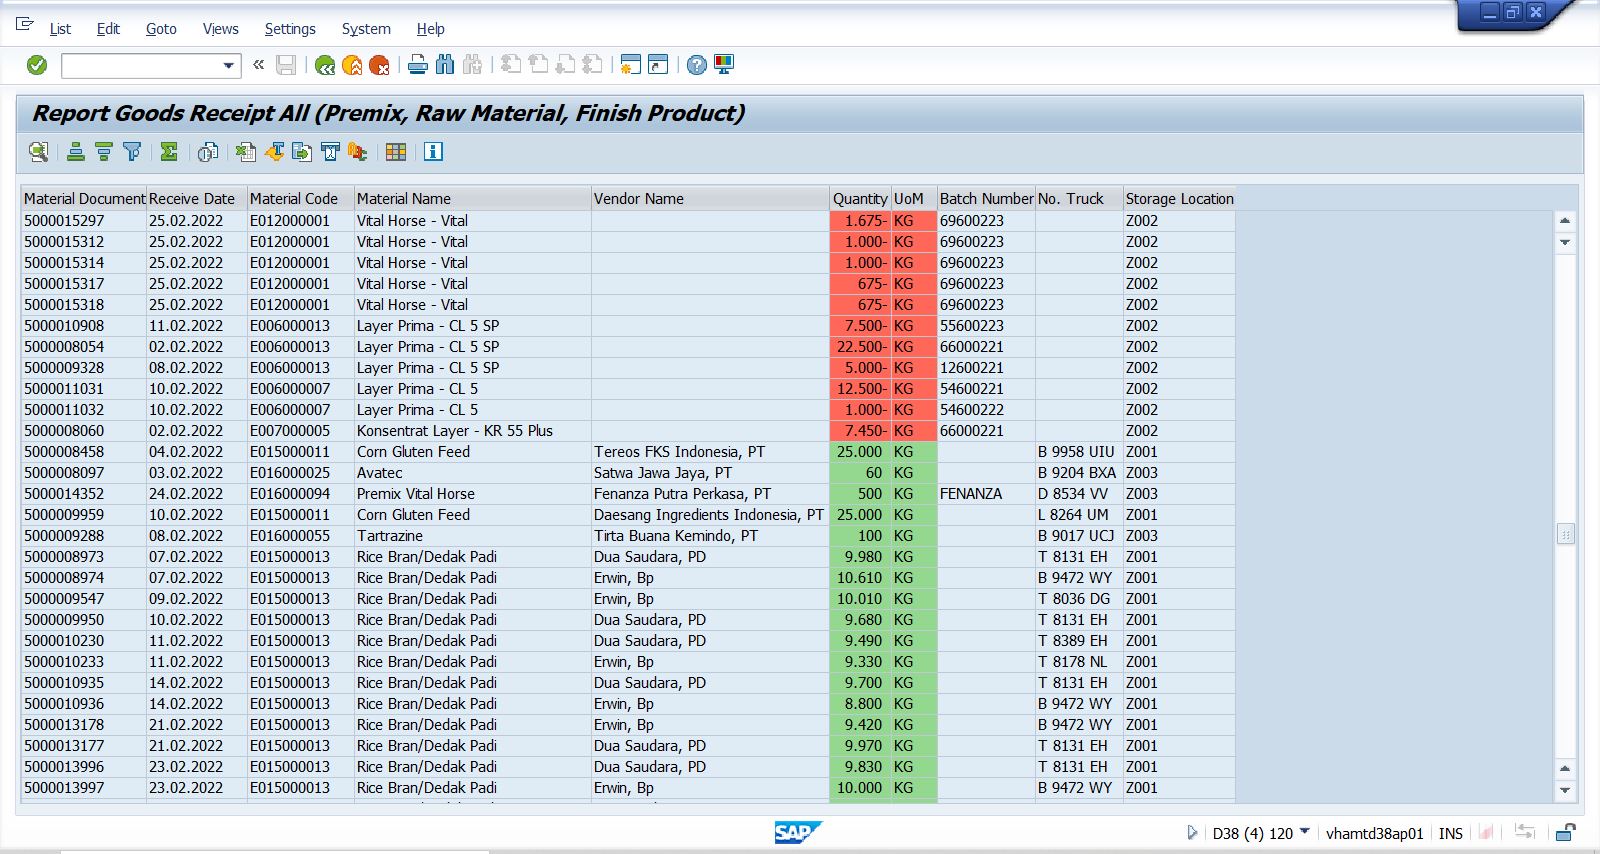 List Edit Goto Views Settings System Help
Report Goods Receipt All (Premix, Raw Material, Finish Product)
Material Document Receive Date Material Code Material Name Vendor Name Quantity UoM Batch Number No. Truck Storage Location
5000015297 25.02.2022 E012000001 Vital Horse - Vital 1.675- KG 69600223 Z002
5000015312 25.02.2022 E012000001 Vital Horse - Vital 1.000- KG 69600223 Z002
5000015314 25.02.2022 E012000001 Vital Horse - Vital 1.000- KG 69600223 Z002
5000015317 25.02.2022 E012000001 Vital Horse - Vital 675- KG 69600223 Z002
5000015318 25.02.2022 E012000001 Vital Horse - Vital 675- KG 69600223 Z002
5000010908 11.02.2022 E006000013 Layer Prima - CL 5 SP 7.500- KG 55600223 Z002
5000008054 02.02.2022 E006000013 Layer Prima - CL 5 SP 22.500- KG 66000221 Z002
5000009328 08.02.2022 E006000013 Layer Prima - CL 5 SP 5.000- KG 12600221 Z002
5000011031 10.02.2022 E006000007 Layer Prima - CL 5 12.500- KG 54600221 Z002
5000011032 10.02.2022 E006000007 Layer Prima - CL 5 1.000- KG 54600222 Z002
5000008060 02.02.2022 E007000005 Konsentrat Layer - KR 55 Plus 7.450- KG 66000221 Z002
5000008458 04.02.2022 E015000011 Corn Gluten Feed Tereos FKS Indonesia, PT 25.000 KG B 9958 UIU Z001
5000008097 03.02.2022 E016000025 Avatec Satwa Jawa Jaya, PT 60 KG B 9204 BXA Z003
5000014352 24.02.2022 E016000094 Premix Vital Horse Fenanza Putra Perkasa, PT 500 KG FENANZA D 8534 VV Z003
5000009959 10.02.2022 E015000011 Corn Gluten Feed Daesang Ingredients Indonesia, PT 25.000 KG L 8264 UM Z001
5000009288 08.02.2022 E016000055 Tartrazine Tirta Buana Kemindo, PT 100 KG B 9017 UCJ Z003
5000008973 07.02.2022 E015000013 Rice Bran/Dedak Padi Dua Saudara, PD 9.980 KG T 8131 EH Z001
5000008974 07.02.2022 E015000013 Rice Bran/Dedak Padi Erwin, Bp 10.610 KG B 9472 WY Z001
5000009547 09.02.2022 E015000013 Rice Bran/Dedak Padi Erwin, Bp 10.010 KG T 8036 DG Z001
5000009950 10.02.2022 E015000013 Rice Bran/Dedak Padi Dua Saudara, PD 9.680 KG T 8131 EH Z001
5000010230 11.02.2022 E015000013 Rice Bran/Dedak Padi Dua Saudara, PD 9.490 KG T 8389 EH Z001
5000010233 11.02.2022 E015000013 Rice Bran/Dedak Padi Erwin, Bp 9.330 KG T 8178 NL Z001
5000010935 14.02.2022 E015000013 Rice Bran/Dedak Padi Dua Saudara, PD 9.700 KG T 8131 EH Z001
5000010936 14.02.2022 E015000013 Rice Bran/Dedak Padi Erwin, Bp 8.800 KG B 9472 WY Z001
5000013178 21.02.2022 E015000013 Rice Bran/Dedak Padi Erwin, Bp 9.420 KG B 9472 WY Z001
5000013177 21.02.2022 E015000013 Rice Bran/Dedak Padi Dua Saudara, PD 9.970 KG T 8131 EH Z001
5000013996 23.02.2022 E015000013 Rice Bran/Dedak Padi Dua Saudara, PD 9.830 KG T 8131 EH Z001
5000013997 23.02.2022 E015000013 Rice Bran/Dedak Padi Erwin, Bp 10.000 KG B 9472 WY Z001
SAP D38 (4) 120 vhamtd38ap01 INS